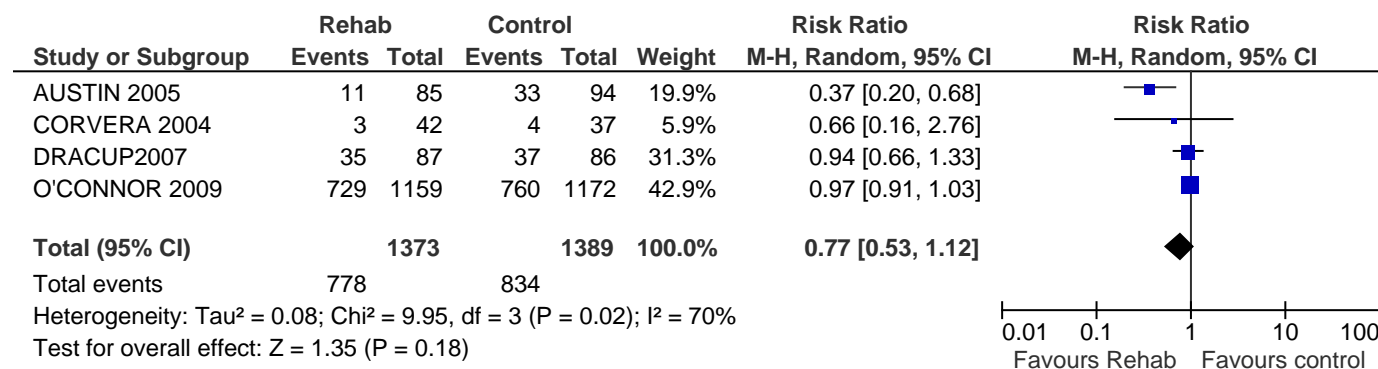 Rehab Control Risk Ratio Risk Ratio
Study or Subgroup Events Total Events Total Weight M-H, Random, 95% CI M-H, Random, 95% CI
AUSTIN 2005 11 85 33 94 19.9% 0.37 [0.20, 0.68]
CORVERA 2004 3 42 4 37 5.9% 0.66 [0.16, 2.76]
DRACUP2007 35 87 37 86 31.3% 0.94 [0.66, 1.33]
O'CONNOR 2009 729 1159 760 1172 42.9% 0.97 [0.91, 1.03]
Total (95% CI) 1373 1389 100.0% 0.77 [0.53, 1.12]
Total events 778 834
Heterogeneity: Tau² = 0.08; Chi² = 9.95, df = 3 (P = 0.02); I² = 70%
Test for overall effect: Z = 1.35 (P = 0.18)
0.01 0.1 1 10 100
Favours Rehab Favours control